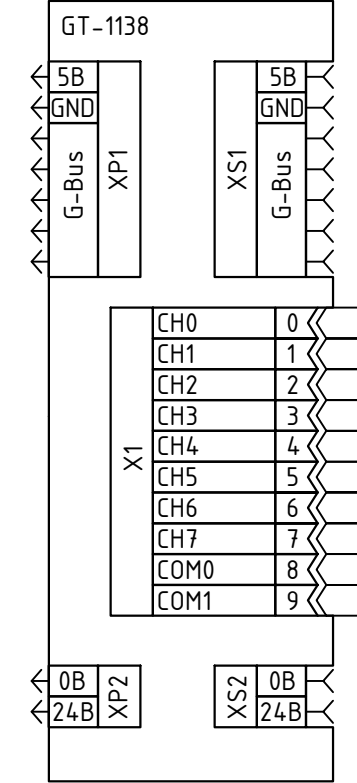 GT-1138
5В 5В
GND GND
G-Bus XP1 XS1 G-Bus
X1
CH0 0
CH1 1
CH2 2
CH3 3
CH4 4
CH5 5
CH6 6
CH7 7
COM0 8
COM1 9
0В XP2 XS2 0В
24В 24В